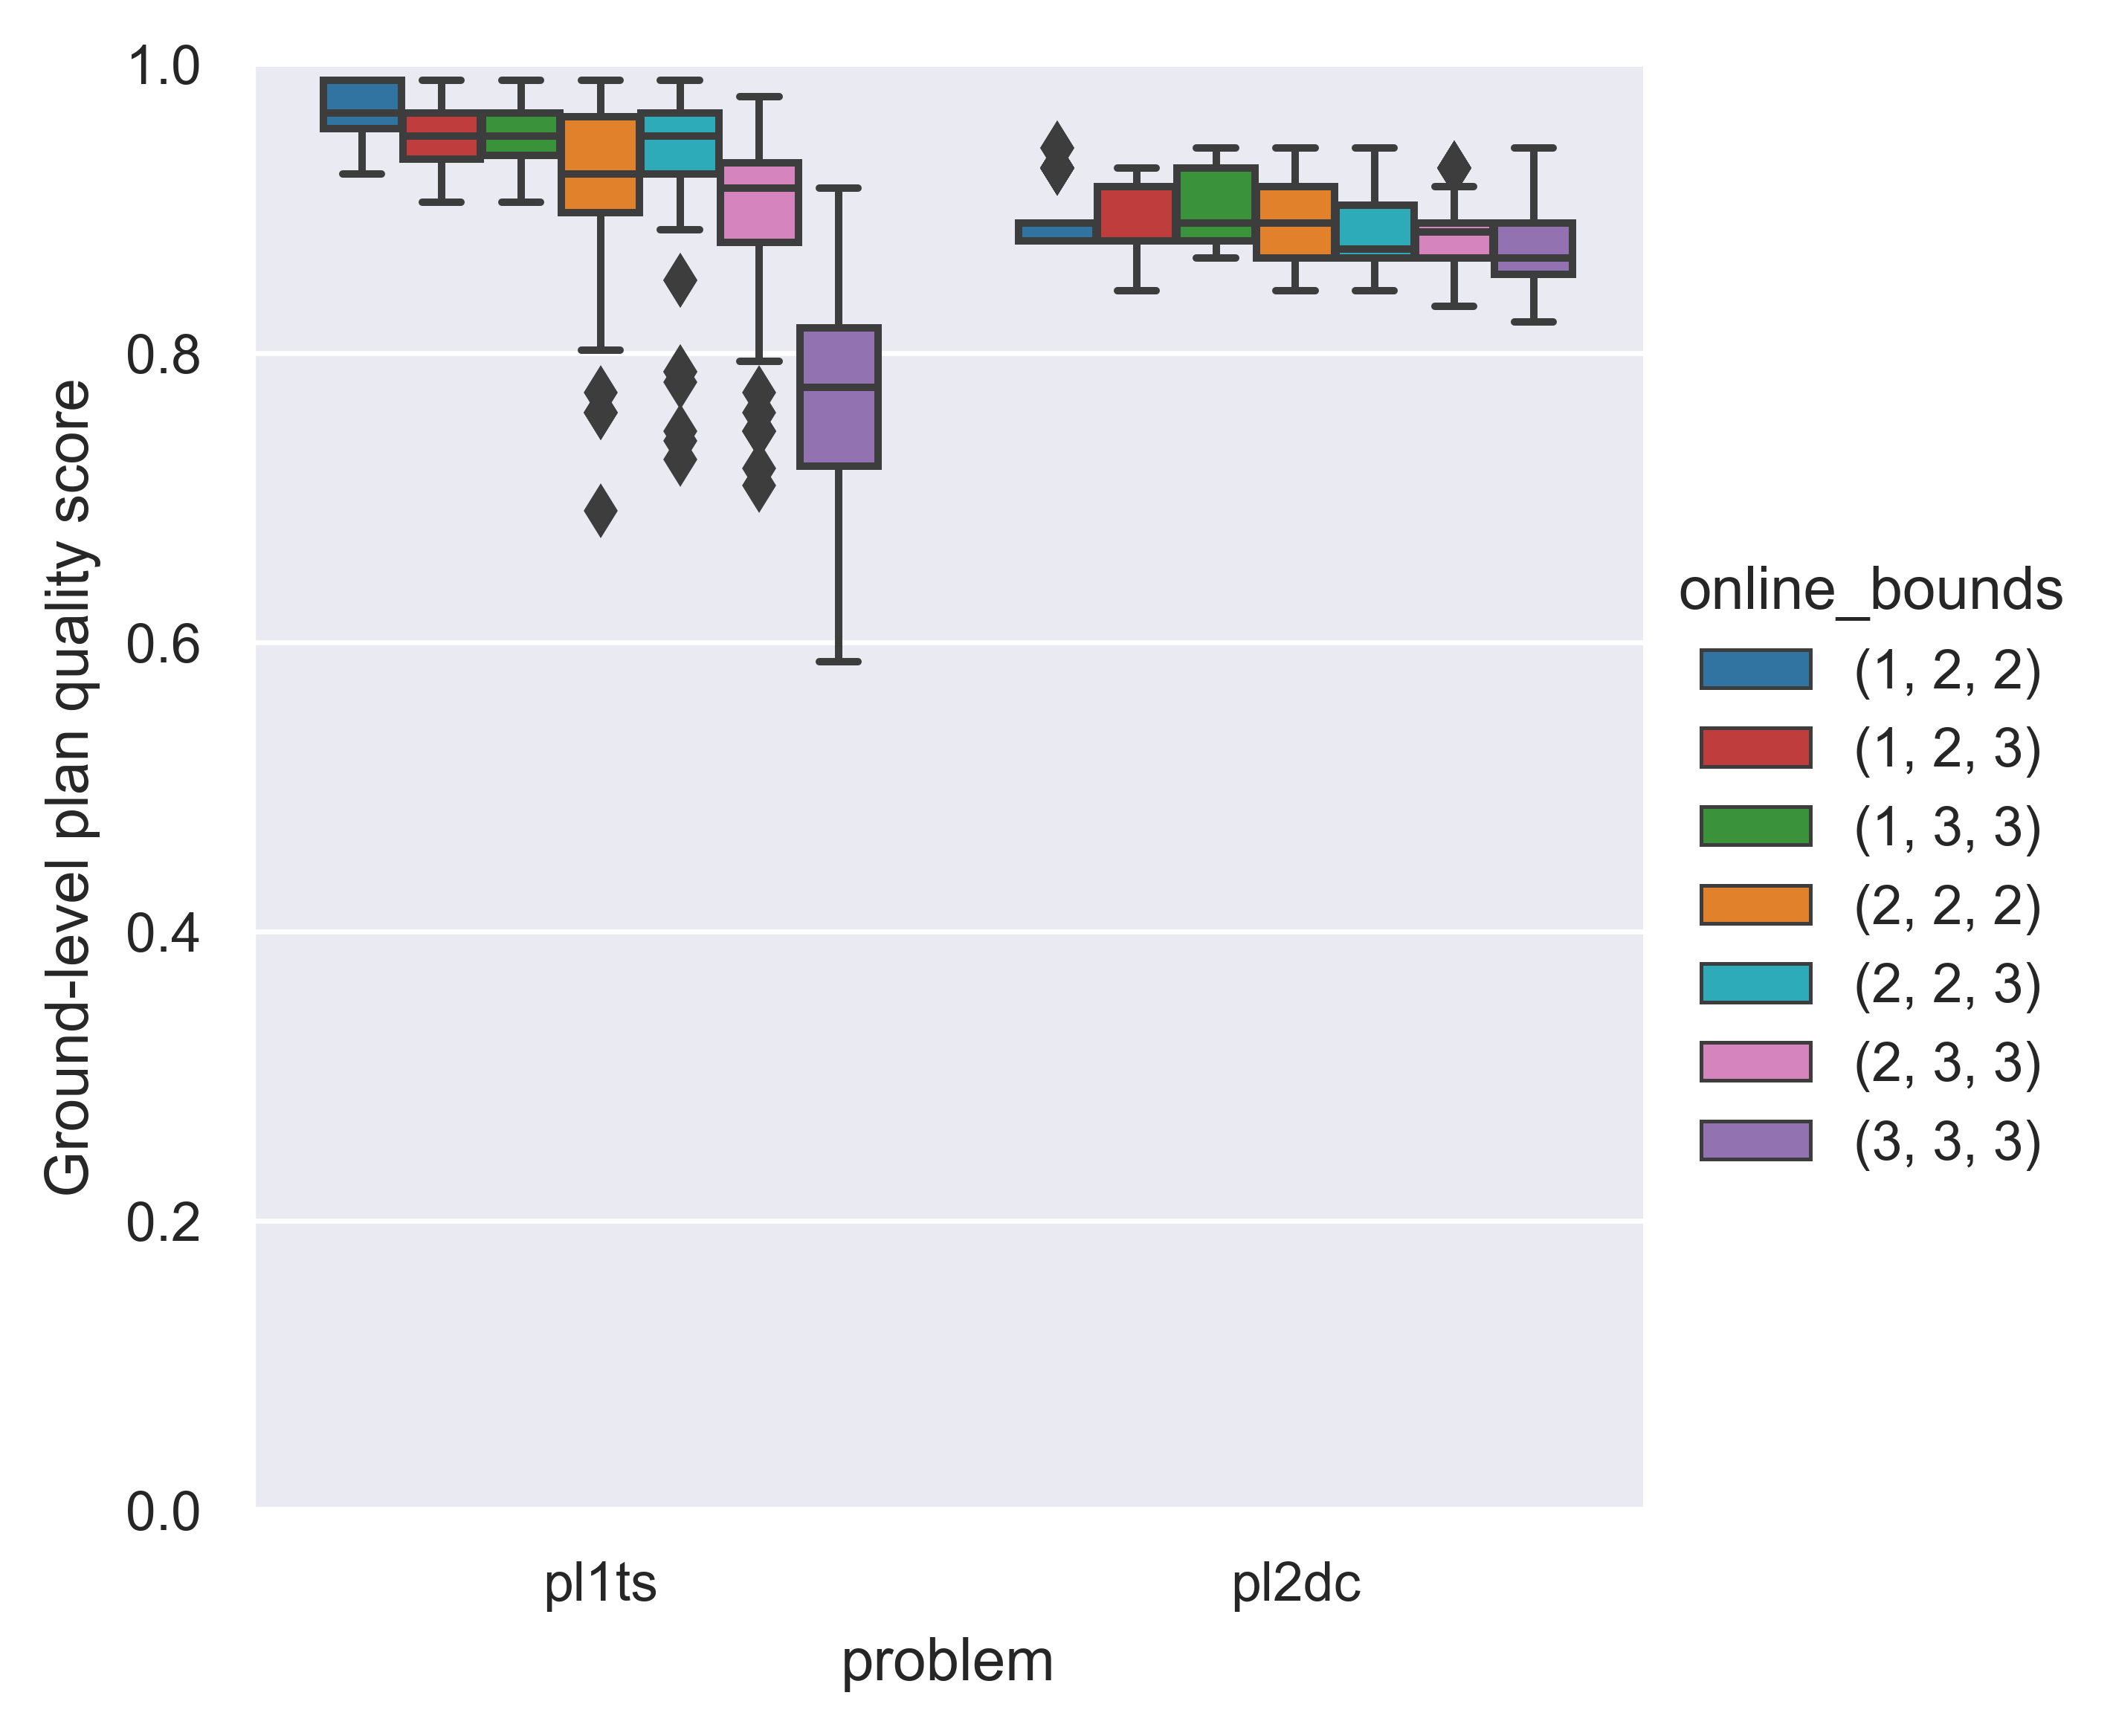 Ground-level plan quality score
1.0
0.8
0.6
0.4
0.2
0.0
pl1ts
pl2dc
problem
online_bounds
(1, 2, 2)
(1, 2, 3)
(1, 3, 3)
(2, 2, 2)
(2, 2, 3)
(2, 3, 3)
(3, 3, 3)